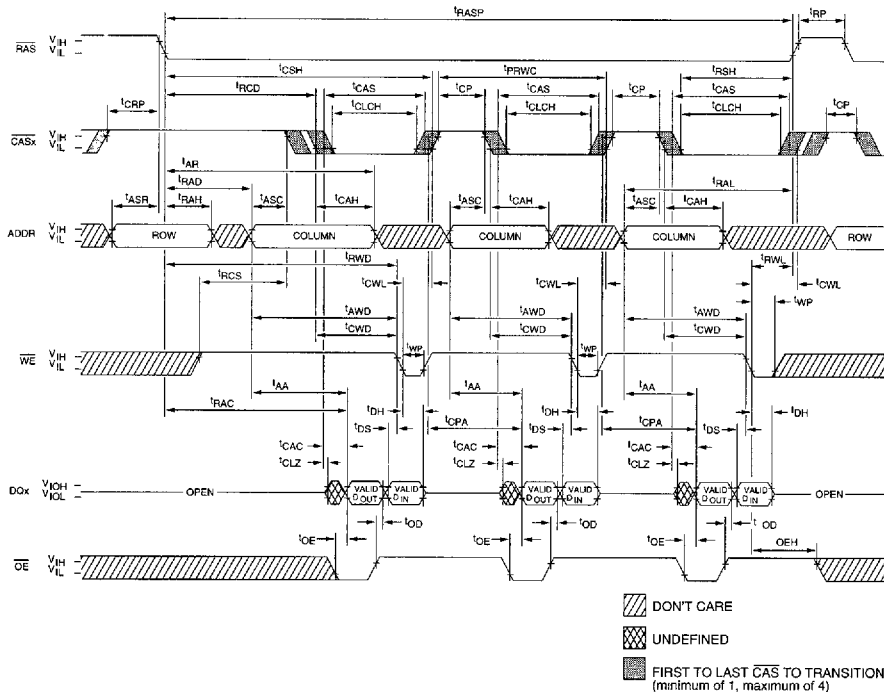 tRASP tRP
RAS VIH
VIL
tCSH tPRWC tRSH
tRCD tCAS tCP tCAS tCP tCAS
tCRP tCLCH tCLCH tCLCH tCP
CASx VIH
VIL
tAR
tRAD tRAL
tASR tRAH tASC tCAH tASC tCAH tASC tCAH
ADDR VIH
VIL
ROW COLUMN COLUMN COLUMN ROW
tRWD tRWL
tRCS tCWL tCWL tCWL
tWP
tAWD tAWD tAWD
tCWD tCWD tCWD
tWP tWP
WE VIH
VIL
tAA tAA tAA
tRAC tDH tDH tDH
tCPA tCPA
tDS tDS tDS
tCAC tCAC tCAC
tCLZ tCLZ tCLZ
DQx VIOH
VIOL
OPEN VALID DOUT VALID DIN VALID DOUT VALID DIN VALID DOUT VALID DIN OPEN
tOD tOD tOD
tOE tOE tOE OEH
OE VIH
VIL
DON'T CARE
UNDEFINED
FIRST TO LAST CAS TO TRANSITION
(minimum of 1, maximum of 4)